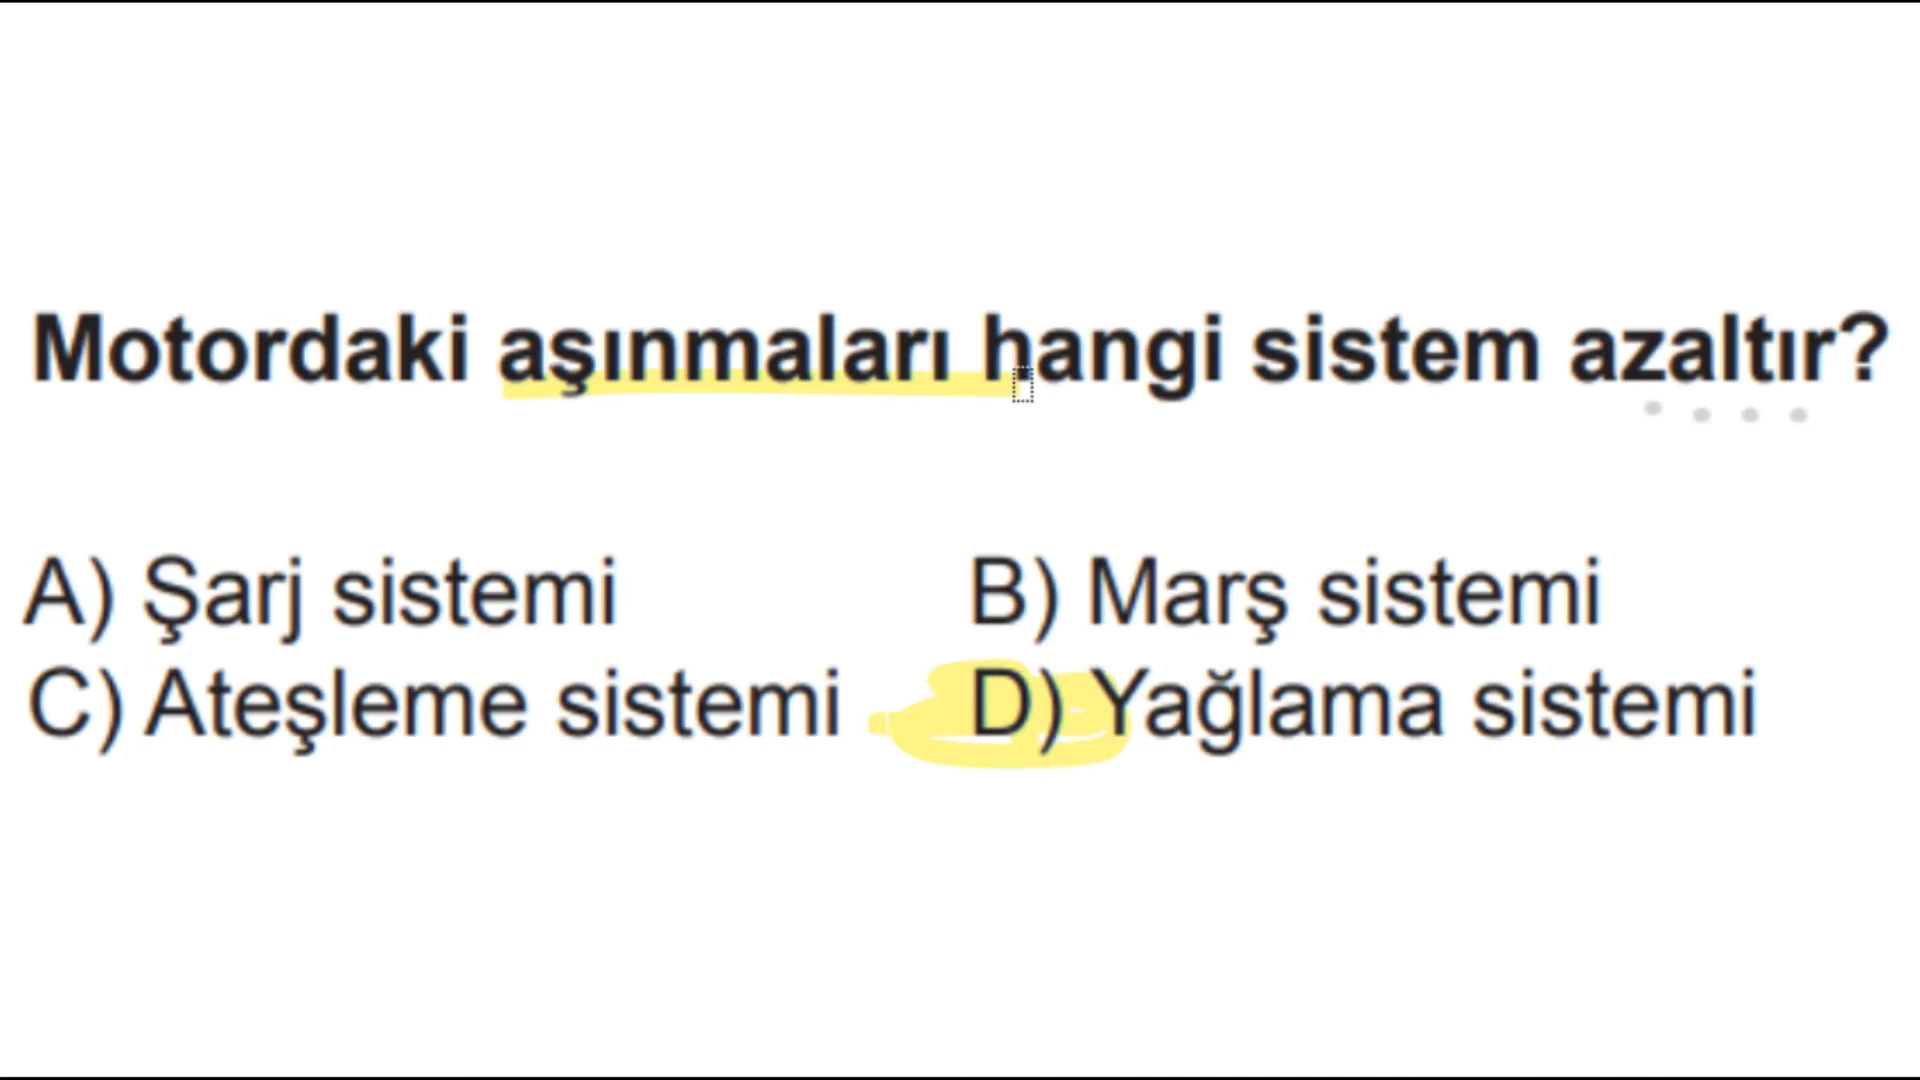 Motordaki aşınmaları hangi sistem azaltır?
A) Şarj sistemi B) Marş sistemi
C) Ateşleme sistemi D) Yağlama sistemi